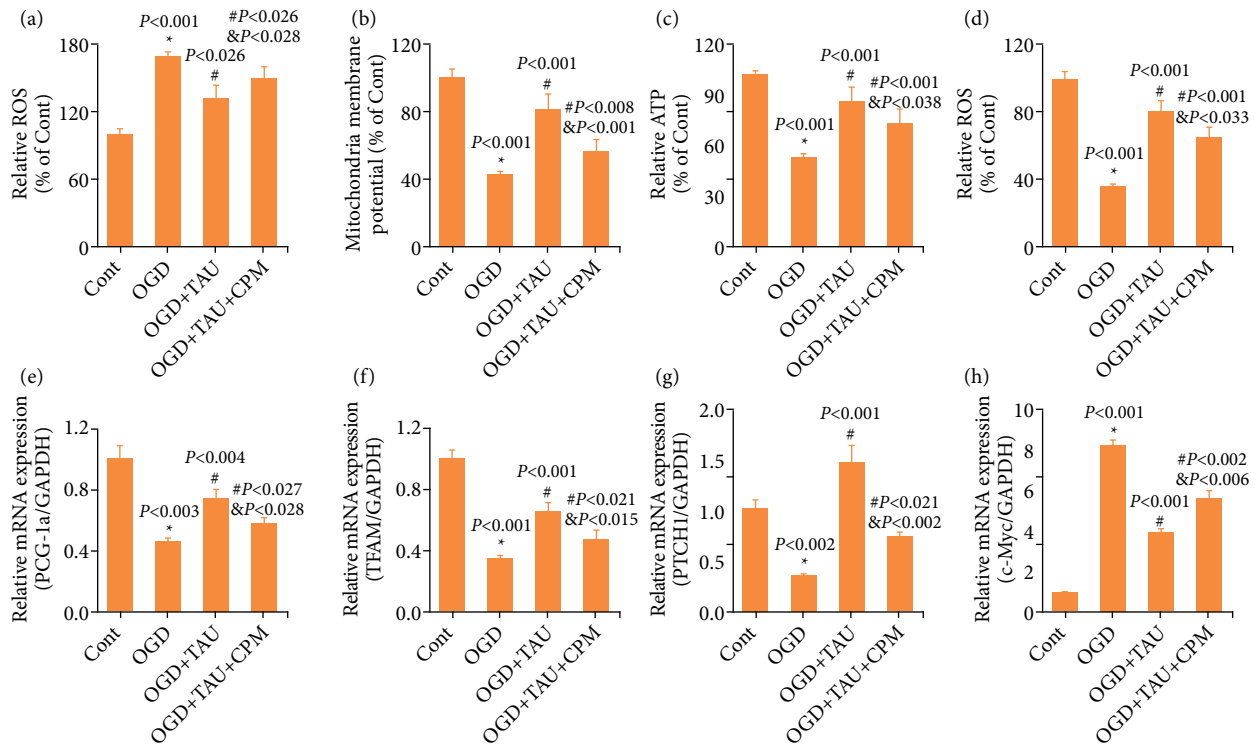 (a)
Relative ROS
(% of Cont)
180
120
60
0
P<0.001
*
P<0.026
#
#P<0.026
&P<0.028
Cont
OGD
OGD+TAU
OGD+TAU+CPM
(b)
Mitochondria membrane
potential (% of Cont)
120
80
40
0
P<0.001
*
P<0.001
#
#P<0.008
&P<0.001
Cont
OGD
OGD+TAU
OGD+TAU+CPM
(c)
Relative ATP
(% of Cont)
120
90
60
30
0
P<0.001
*
P<0.001
#
#P<0.001
&P<0.038
Cont
OGD
OGD+TAU
OGD+TAU+CPM
(d)
Relative ROS
(% of Cont)
120
80
40
0
P<0.001
*
P<0.001
#
#P<0.001
&P<0.033
Cont
OGD
OGD+TAU
OGD+TAU+CPM
(e)
Relative mRNA expression
(PCG-1a/GAPDH)
1.2
0.8
0.4
0.0
P<0.003
*
P<0.004
#
#P<0.027
&P<0.028
Cont
OGD
OGD+TAU
OGD+TAU+CPM
(f)
Relative mRNA expression
(TFAM/GAPDH)
1.2
0.8
0.4
0.0
P<0.001
*
P<0.001
#
#P<0.021
&P<0.015
Cont
OGD
OGD+TAU
OGD+TAU+CPM
(g)
Relative mRNA expression
(PTCH1/GAPDH)
2.0
1.5
1.0
0.5
0.0
P<0.002
*
P<0.001
#
#P<0.021
&P<0.002
Cont
OGD
OGD+TAU
OGD+TAU+CPM
(h)
Relative mRNA expression
(c-Myc/GAPDH)
10
8
6
4
2
0
P<0.001
*
P<0.001
#
#P<0.002
&P<0.006
Cont
OGD
OGD+TAU
OGD+TAU+CPM